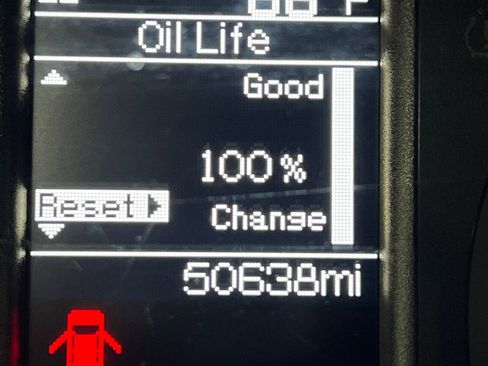 Oil Life
Good
100%
Reset
Change
50638mi